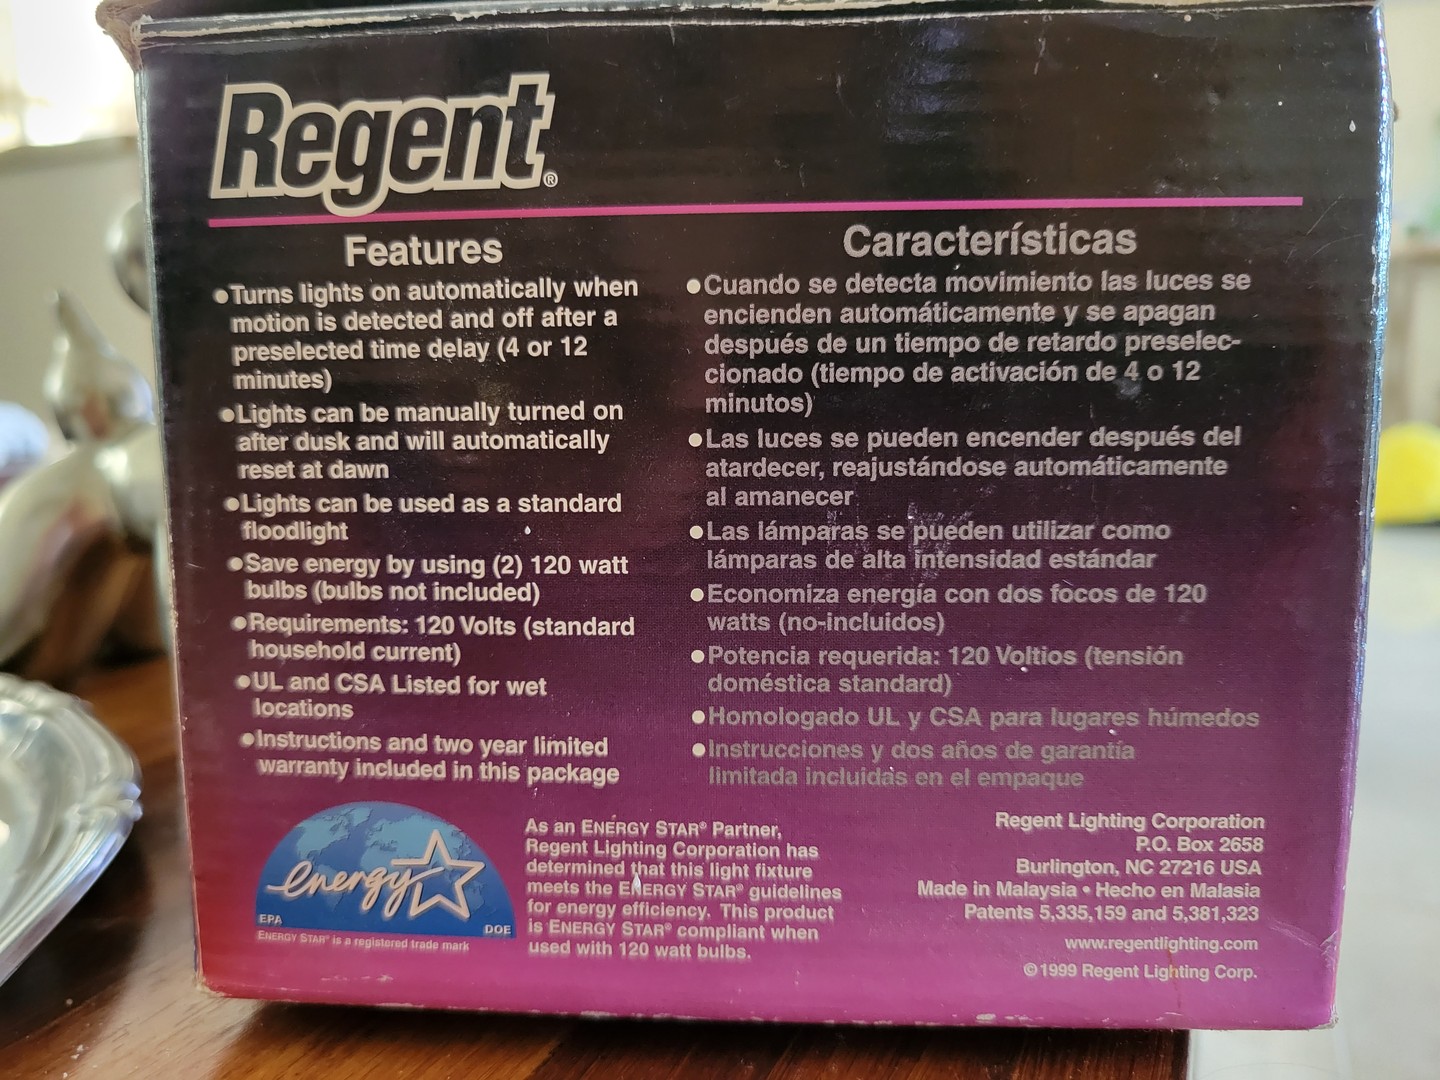 Regent®
Features
•Turns lights on automatically when
motion is detected and off after a
preselected time delay (4 or 12
minutes)
•Lights can be manually turned on
after dusk and will automatically
reset at dawn
•Lights can be used as a standard
floodlight
•Save energy by using (2) 120 watt
bulbs (bulbs not included)
•Requirements: 120 Volts (standard
household current)
•UL and CSA Listed for wet
locations
•Instructions and two year limited
warranty included in this package
Características
•Cuando se detecta movimiento las luces se
encienden automáticamente y se apagan
después de un tiempo de retardo preselec-
cionado (tiempo de activación de 4 o 12
minutos)
•Las luces se pueden encender después del
atardecer, reajustándose automáticamente
al amanecer
•Las lámparas se pueden utilizar como
lámparas de alta intensidad estándar
•Economiza energía con dos focos de 120
watts (no-incluidos)
•Potencia requerida: 120 Voltios (tensión
doméstica standard)
•Homologado UL y CSA para lugares húmedos
•Instrucciones y dos años de garantía
limitada incluidas en el empaque
energy
EPA
DOE
ENERGY STAR® is a registered trade mark
As an ENERGY STAR® Partner,
Regent Lighting Corporation has
determined that this light fixture
meets the ENERGY STAR® guidelines
for energy efficiency. This product
is ENERGY STAR® compliant when
used with 120 watt bulbs.
Regent Lighting Corporation
P.O. Box 2658
Burlington, NC 27216 USA
Made in Malaysia • Hecho en Malasia
Patents 5,335,159 and 5,381,323
www.regentlighting.com
©1999 Regent Lighting Corp.